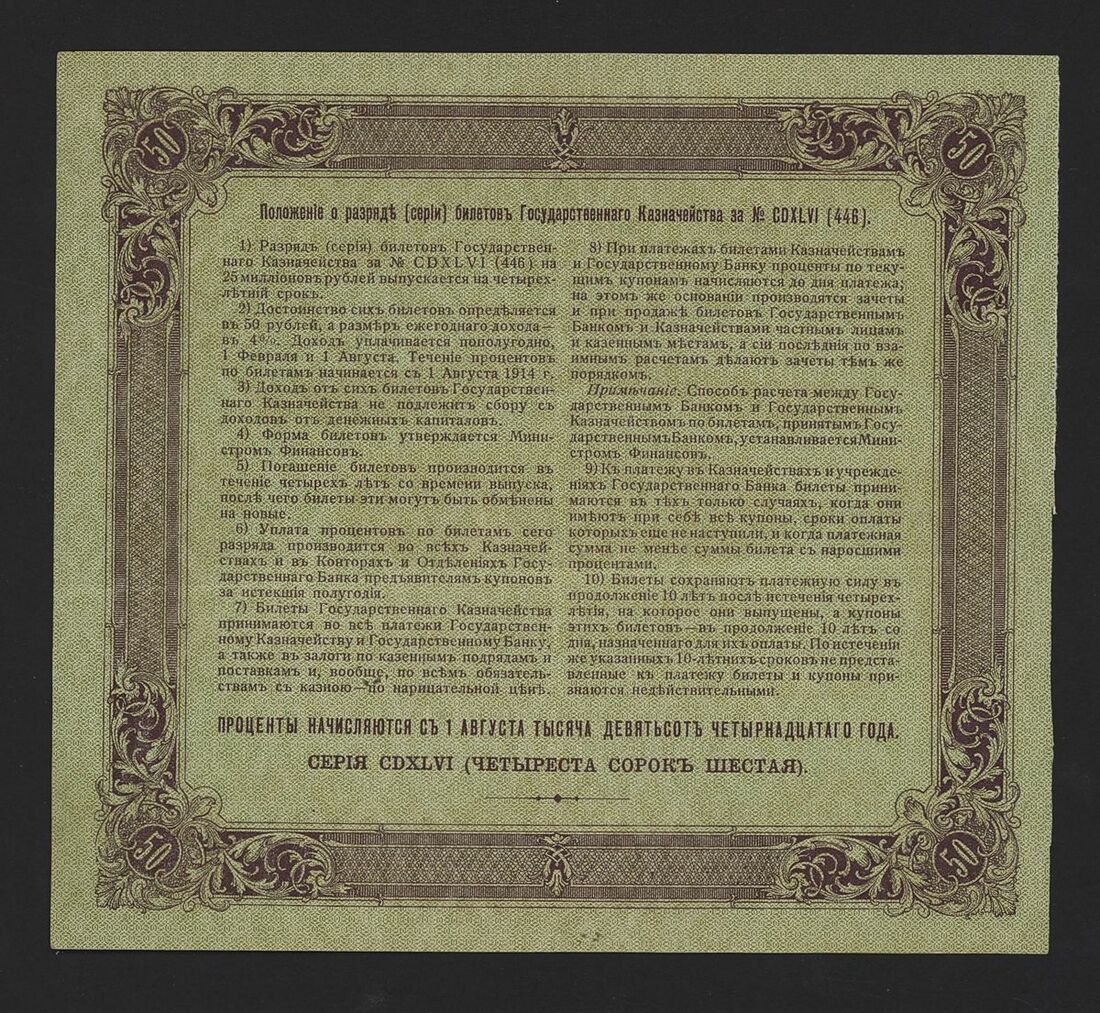 50
50
Положеніе о разрядѣ (серіи) билетовъ Государственнаго Казначейства за № CDXLVI (446).
1) Разрядъ (серія) билетовъ Государствен-
наго Казначейства за № CDXLVI (446) на
25 милліоновъ рублей выпускается на четырех-
лѣтній срокъ.
2) Достоинство сихъ билетовъ опредѣляется
въ 50 рублей, а размѣръ ежегоднаго дохода—
въ 4%. Доходъ уплачивается пополугодно,
1 Февраля и 1 Августа. Теченіе процентовъ
по билетамъ начинается съ 1 Августа 1914 г.
3) Доходъ отъ сихъ билетовъ Государствен-
наго Казначейства не подлежитъ сбору съ
доходовъ отъ денежныхъ капиталовъ.
4) Форма билетовъ утверждается Мини-
стромъ Финансовъ.
5) Погашеніе билетовъ производится въ
теченіе четырехъ лѣтъ со времени выпуска,
послѣ чего билеты эти могутъ быть обмѣнены
на новые.
6) Уплата процентовъ по билетамъ сего
разряда производится во всѣхъ Казначей-
ствахъ и въ Конторахъ и Отдѣленіяхъ Госу-
дарственнаго Банка предъявителямъ купоновъ
за истекшія полугодія.
7) Билеты Государственнаго Казначейства
принимаются во всѣ платежи Государствен-
ному Казначейству и Государственному Банку,
а также въ залоги по казеннымъ подрядамъ и
поставкамъ и, вообще, по всѣмъ обязатель-
ствамъ съ казною—по нарицательной цѣнѣ.
8) При платежахъ билетами Казначействамъ
и Государственному Банку проценты по теку-
щимъ купонамъ начисляются до дня платежа;
на этомъ же основаніи производятся зачеты
и при продажѣ билетовъ Государственнымъ
Банкомъ и Казначействами частнымъ лицамъ
и казеннымъ мѣстамъ, а сіи послѣднія по вза-
имнымъ расчетамъ дѣлаютъ зачеты тѣмъ же
порядкомъ.
Примѣчаніе. Способъ расчета между Госу-
дарственнымъ Банкомъ и Государственнымъ
Казначействомъ по билетамъ, принятымъ Госу-
дарственнымъ Банкомъ, устанавливается Мини-
стромъ Финансовъ.
9) Къ платежу въ Казначействахъ и учрежде-
ніяхъ Государственнаго Банка билеты прини-
маются въ тѣхъ только случаяхъ, когда они
имѣютъ при себѣ всѣ купоны, сроки оплаты
которыхъ еще не наступили, и когда платежная
сумма не менѣе суммы билета съ наросшими
процентами.
10) Билеты сохраняютъ платежную силу въ
продолженіе 10 лѣтъ послѣ истеченія четырех-
лѣтія, на которое они выпущены, а купоны
этихъ билетовъ—въ продолженіе 10 лѣтъ со
дня, назначеннаго для ихъ оплаты. По истеченіи
же указанныхъ 10-лѣтнихъ сроковъ не предста-
вленные къ платежу билеты и купоны при-
знаются недѣйствительными.
ПРОЦЕНТЫ НАЧИСЛЯЮТСЯ СЪ 1 АВГУСТА ТЫСЯЧА ДЕВЯТЬСОТЪ ЧЕТЫРНАДЦАТАГО ГОДА.
СЕРІЯ CDXLVI (ЧЕТЫРЕСТА СОРОКЪ ШЕСТАЯ).
50
50